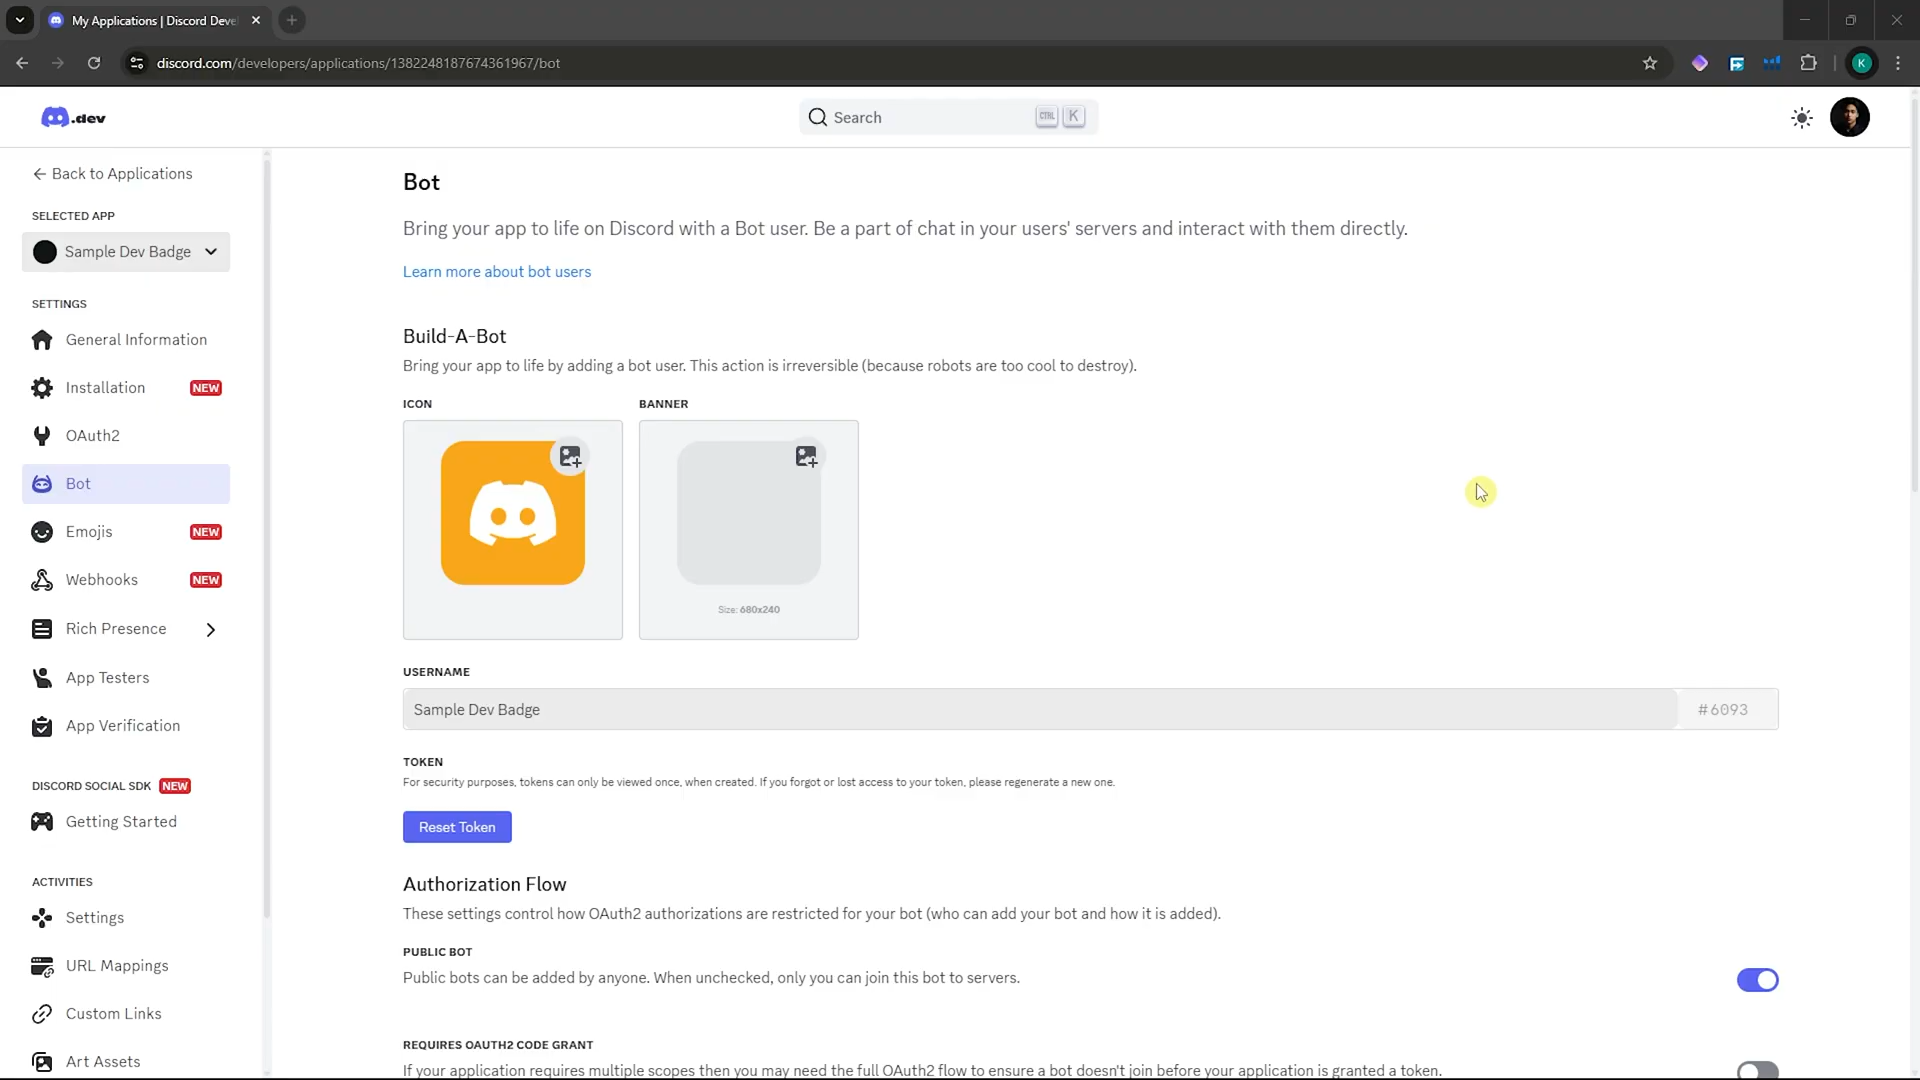 My Applications | Discord Deve
discord.com/developers/applications/1382248187674361967/bot
K
.dev
Search
CTRL K
Back to Applications
SELECTED APP
Sample Dev Badge
SETTINGS
General Information
Installation NEW
OAuth2
Bot
Emojis NEW
Webhooks NEW
Rich Presence
App Testers
App Verification
DISCORD SOCIAL SDK NEW
Getting Started
ACTIVITIES
Settings
URL Mappings
Custom Links
Art Assets
Bot
Bring your app to life on Discord with a Bot user. Be a part of chat in your users' servers and interact with them directly.
Learn more about bot users
Build-A-Bot
Bring your app to life by adding a bot user. This action is irreversible (because robots are too cool to destroy).
ICON
BANNER
Size: 680x240
USERNAME
Sample Dev Badge
#6093
TOKEN
For security purposes, tokens can only be viewed once, when created. If you forgot or lost access to your token, please regenerate a new one.
Reset Token
Authorization Flow
These settings control how OAuth2 authorizations are restricted for your bot (who can add your bot and how it is added).
PUBLIC BOT
Public bots can be added by anyone. When unchecked, only you can join this bot to servers.
REQUIRES OAUTH2 CODE GRANT
If your application requires multiple scopes then you may need the full OAuth2 flow to ensure a bot doesn't join before your application is granted a token.